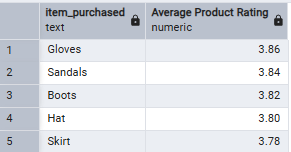 item_purchased Average Product Rating
text numeric
1 Gloves 3.86
2 Sandals 3.84
3 Boots 3.82
4 Hat 3.80
5 Skirt 3.78